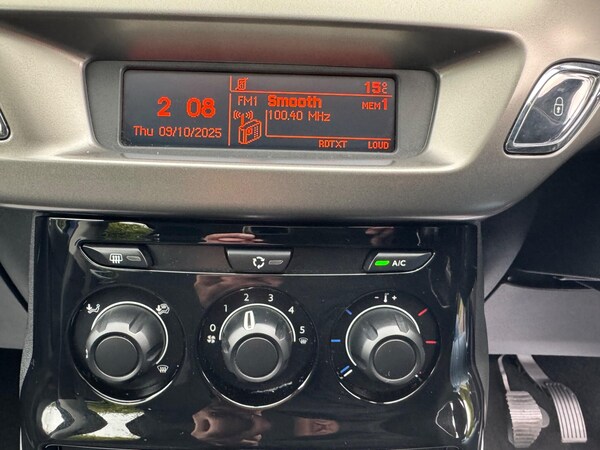 15°C
2 08
FM1 Smooth MEM1
100.40 MHz
Thu 09/10/2025
RDTXT LOUD
A/C
0 1 2 3 4 5
- +